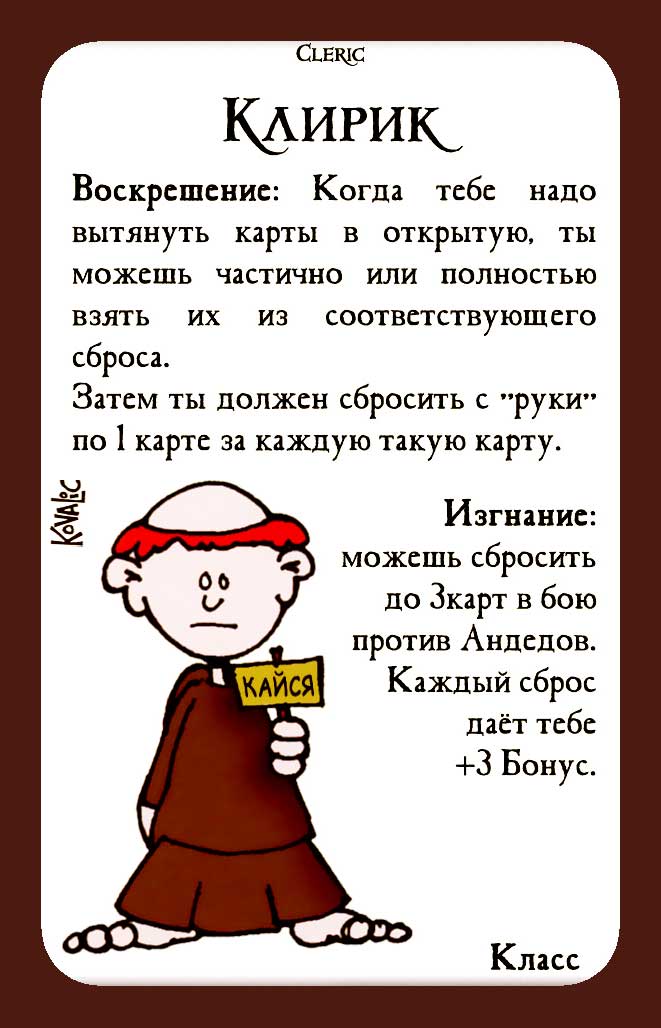 Cleric
Клирик
Воскрешение: Когда тебе надо
вытянуть карты в открытую, ты
можешь частично или полностью
взять их из соответствующего
сброса.
Затем ты должен сбросить с ”руки”
по 1 карте за каждую такую карту.
Kovalic
Изгнание:
можешь сбросить
до 3карт в бою
против Андедов.
Каждый сброс
даёт тебе
+3 Бонус.
КАЙСЯ
Класс